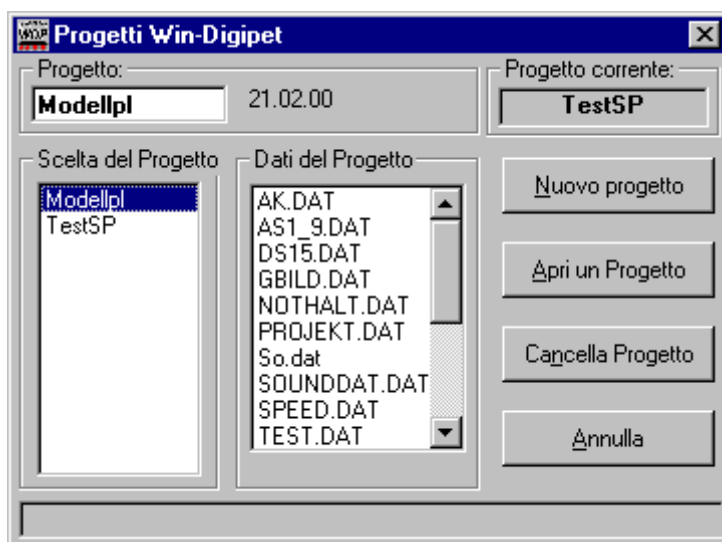 WDP
Progetti Win-Digipet
Progetto:
Modellpl
21.02.00
Progetto corrente:
TestSP
Scelta del Progetto
Modellpl
TestSP
Dati del Progetto
AK.DAT
AS1_9.DAT
DS15.DAT
GBILD.DAT
NOTHALT.DAT
PROJEKT.DAT
So.dat
SOUNDDAT.DAT
SPEED.DAT
TEST.DAT
Nuovo progetto
Apri un Progetto
Cancella Progetto
Annulla